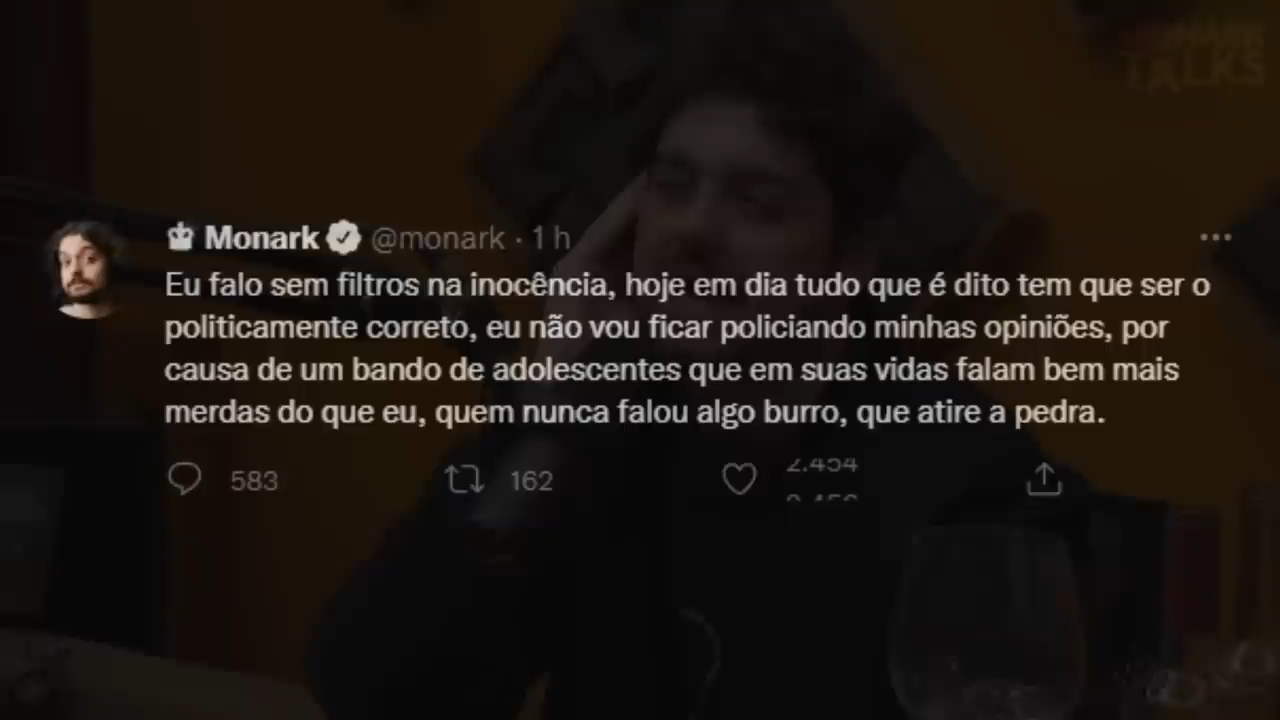 TALKS
Monark @monark · 1 h
Eu falo sem filtros na inocência, hoje em dia tudo que é dito tem que ser o
politicamente correto, eu não vou ficar policiando minhas opiniões, por
causa de um bando de adolescentes que em suas vidas falam bem mais
merdas do que eu, quem nunca falou algo burro, que atire a pedra.
583 162 2.454